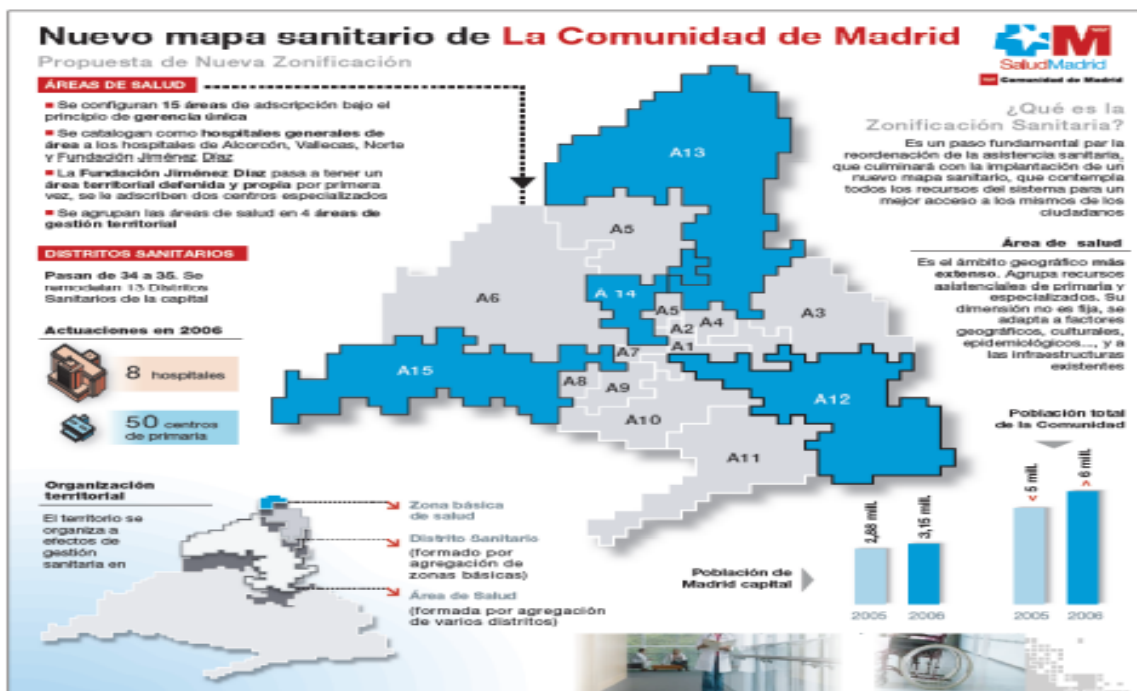 Nuevo mapa sanitario de La Comunidad de Madrid
Propuesta de Nueva Zonificación
SaludMadrid
Comunidad de Madrid
ÁREAS DE SALUD
Se configuran 15 áreas de adscripción bajo el
principio de gerencia única
Se catalogan como hospitales generales de
área a los hospitales de Alcorcón, Vallecas, Norte
y Fundación Jiménez Díaz
La Fundación Jiménez Díaz pasa a tener un
área territorial defenida y propia por primera
vez, se le adscriben dos centros especializados
Se agrupan las áreas de salud en 4 áreas de
gestión territorial
DISTRITOS SANITARIOS
Pasan de 34 a 35. Se
remodelan 13 Distritos
Sanitarios de la capital
Actuaciones en 2006
8 hospitales
50 centros
de primaria
A13
A5
A6
A 14
A5
A2
A4
A3
A1
A7
A15
A8
A9
A12
A10
A11
¿Qué es la
Zonificación Sanitaria?
Es un paso fundamental par la
reordenación de la asistencia sanitaria,
que culminará con la implantación de un
nuevo mapa sanitario, que contempla
todos los recursos del sistema para un
mejor acceso a los mismos de los
ciudadanos
Área de salud
Es el ámbito geográfico más
extenso. Agrupa recursos
asistenciales de primaria y
especializados. Su
dimensión no es fija, se
adapta a factores
geográficos, culturales,
epidemiológicos..., y a
las infraestructuras
existentes
Organización
territorial
El territorio se
organiza a
efectos de
gestión
sanitaria en
Zona básica
de salud
Distrito Sanitario
(formado por
agregación de
zonas básicas)
Área de Salud
(formada por agregación
de varios distritos)
Población total
de la Comunidad
< 5 mill.
> 6 mill.
2005
2006
Población de
Madrid capital
2,88 mill.
3,15 mill.
2005
2006